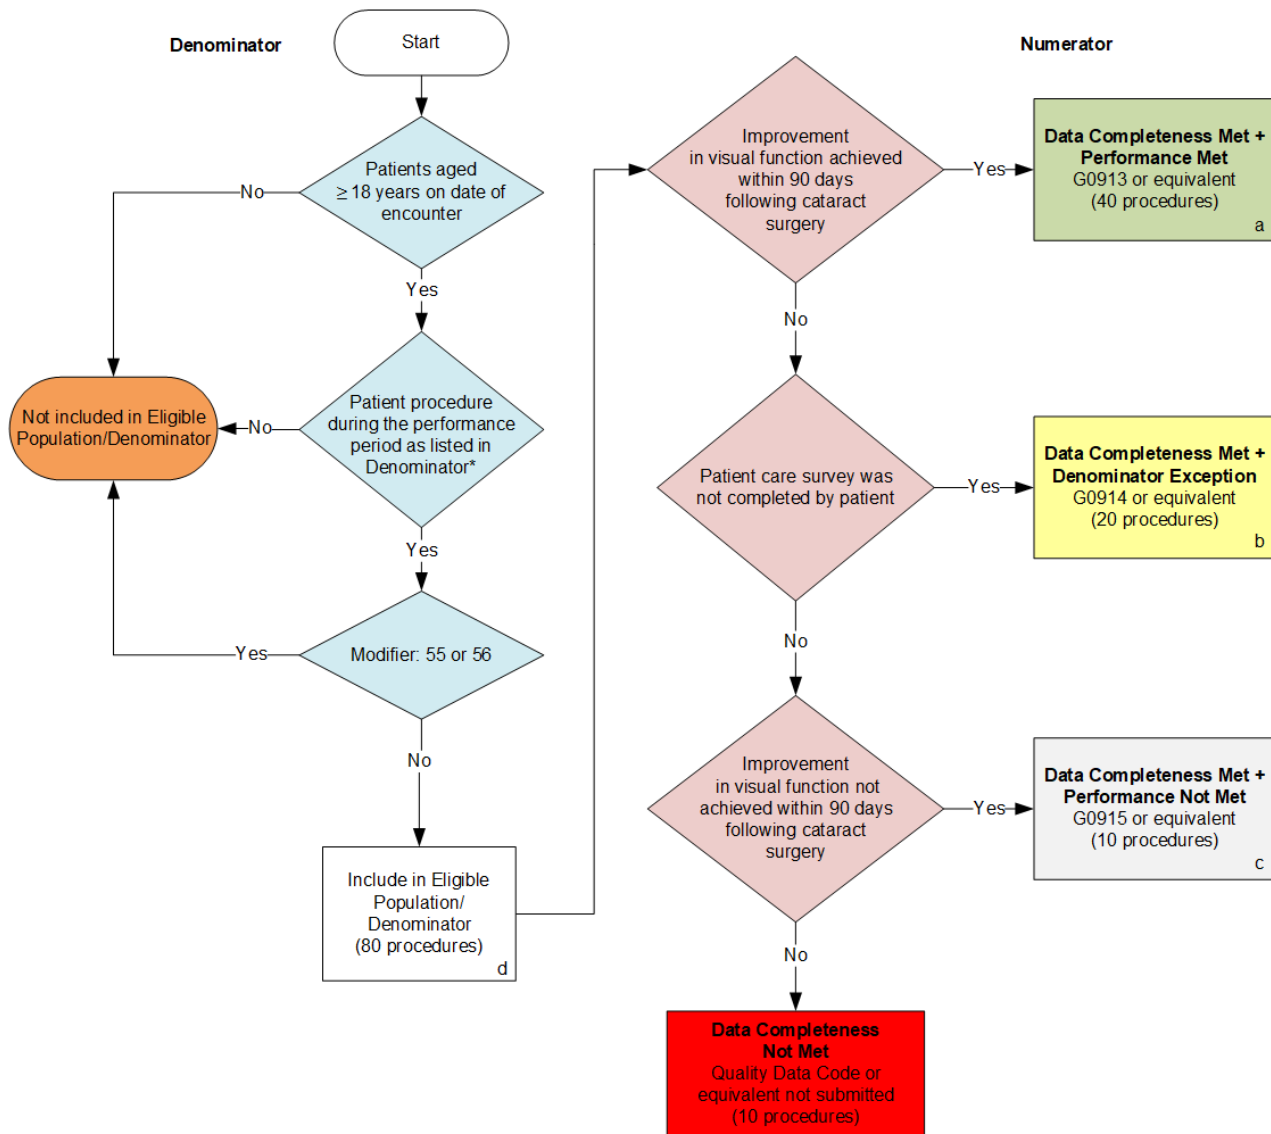 Denominator
Start
Numerator
Patients aged
≥ 18 years on date of
encounter
No
Yes
Patient procedure
during the performance
period as listed in
Denominator*
No
Not included in Eligible
Population/Denominator
Yes
Modifier: 55 or 56
Yes
No
Include in Eligible
Population/
Denominator
(80 procedures)
d
Improvement
in visual function achieved
within 90 days
following cataract
surgery
Yes
Data Completeness Met +
Performance Met
G0913 or equivalent
(40 procedures)
a
No
Patient care survey was
not completed by patient
Yes
Data Completeness Met +
Denominator Exception
G0914 or equivalent
(20 procedures)
b
No
Improvement
in visual function not
achieved within 90 days
following cataract
surgery
Yes
Data Completeness Met +
Performance Not Met
G0915 or equivalent
(10 procedures)
c
No
Data Completeness
Not Met
Quality Data Code or
equivalent not submitted
(10 procedures)